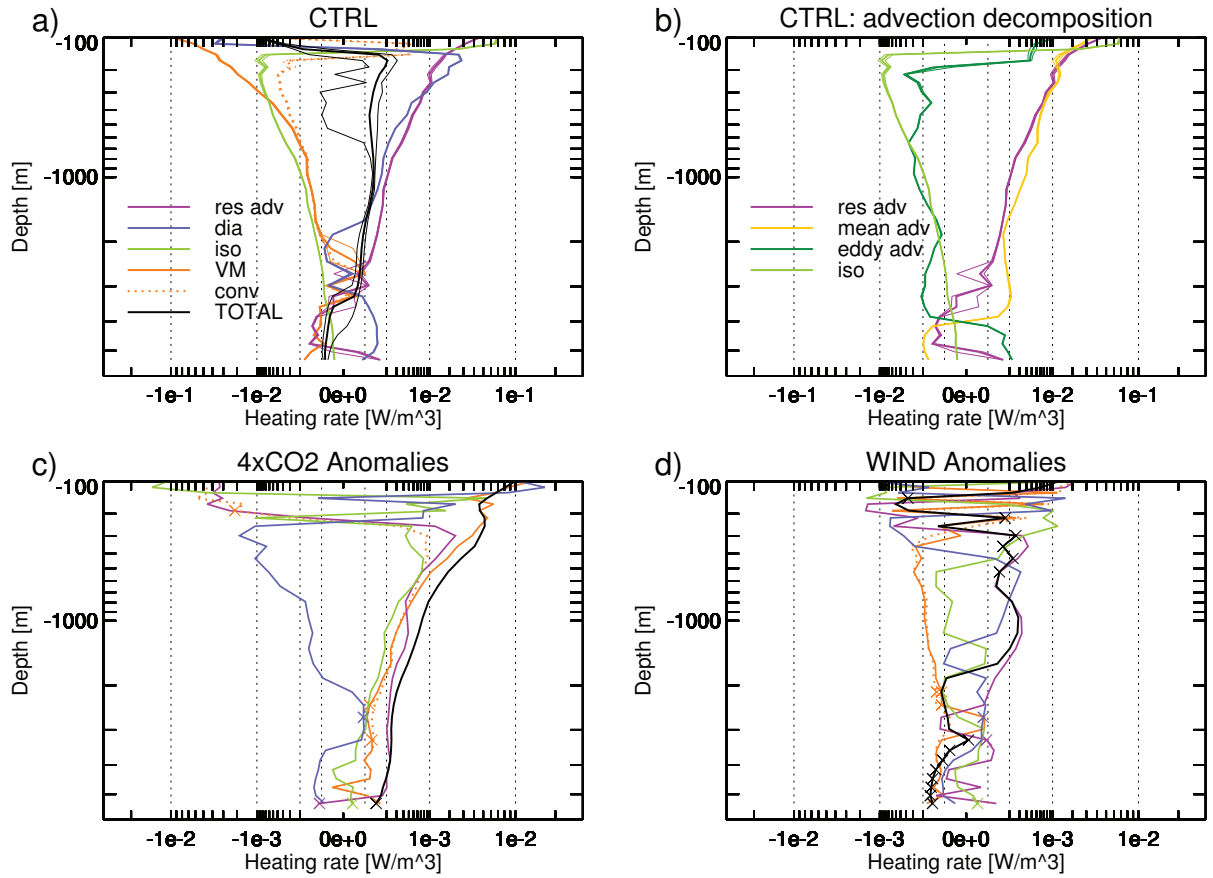 a)
CTRL
-100
-1000
Depth [m]
res adv
dia
iso
VM
conv
TOTAL
-1e-1 -1e-2 0e+0 1e-2 1e-1
Heating rate [W/m^3]
b)
CTRL: advection decomposition
-100
-1000
Depth [m]
res adv
mean adv
eddy adv
iso
-1e-1 -1e-2 0e+0 1e-2 1e-1
Heating rate [W/m^3]
c)
4xCO2 Anomalies
-100
-1000
Depth [m]
-1e-2 -1e-3 0e+0 1e-3 1e-2
Heating rate [W/m^3]
d)
WIND Anomalies
-100
-1000
Depth [m]
-1e-2 -1e-3 0e+0 1e-3 1e-2
Heating rate [W/m^3]